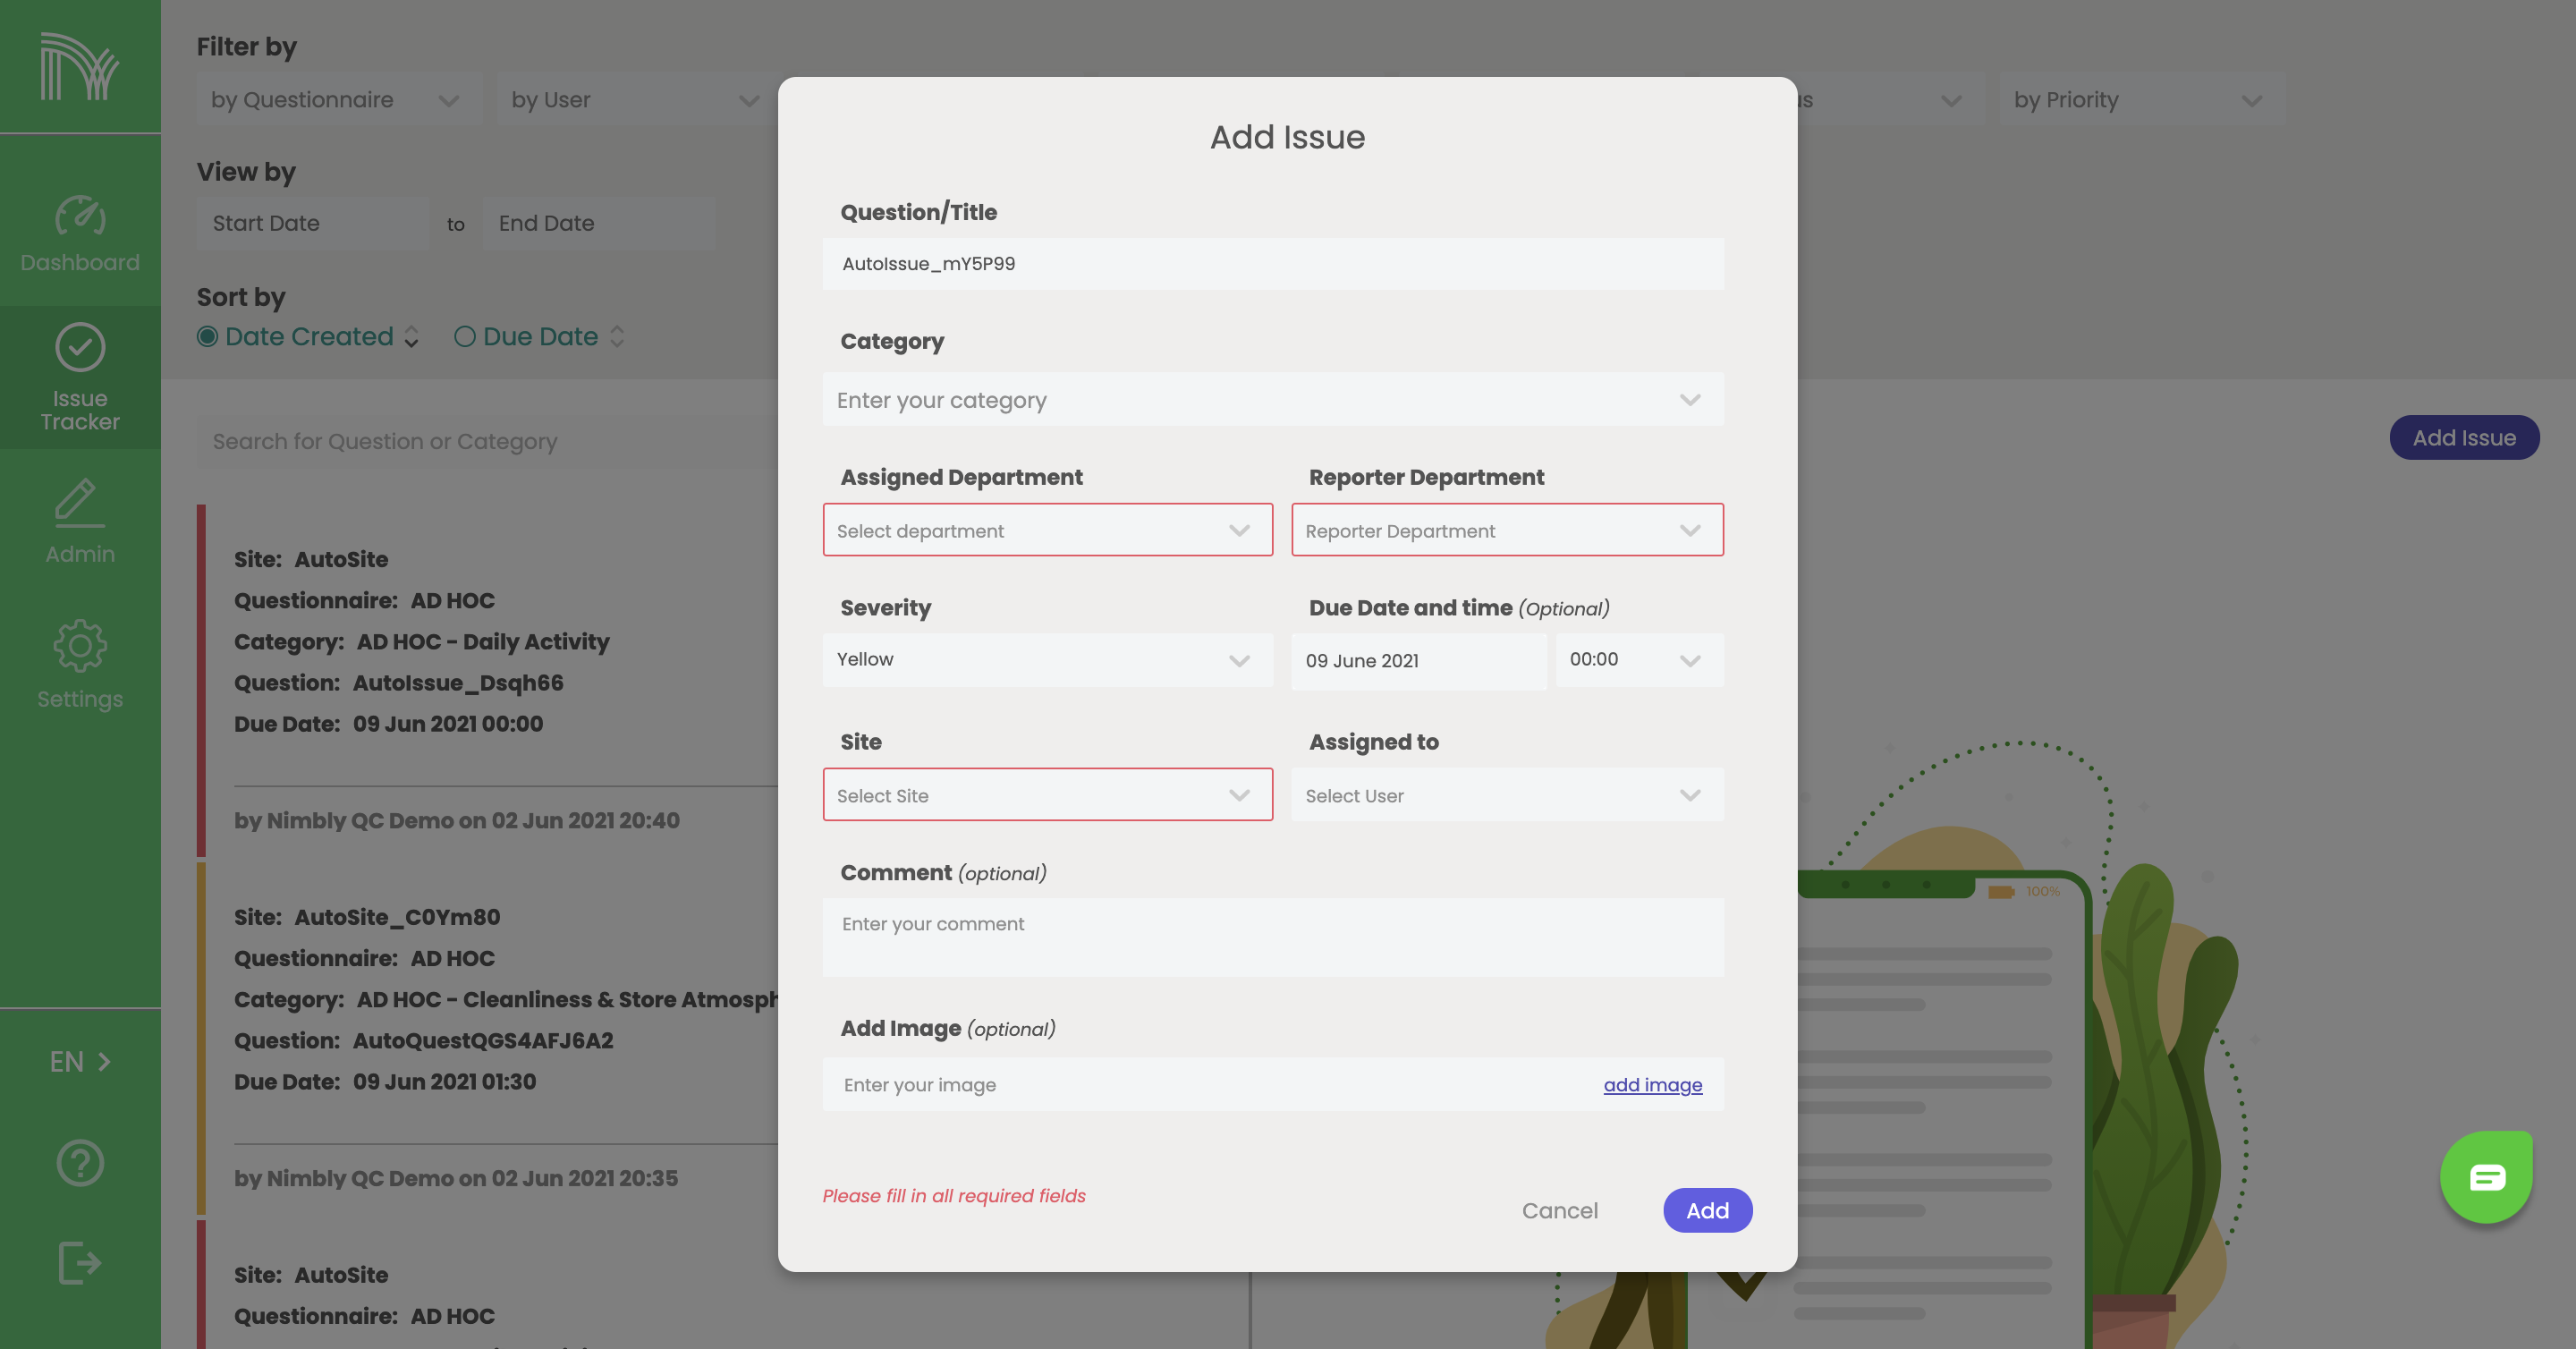 Filter by
by Questionnaire
by User
by Priority
View by
Start Date
to
End Date
Sort by
Date Created
Due Date
Dashboard
Issue
Tracker
Admin
Settings
EN
Search for Question or Category
Add Issue
Site: AutoSite
Questionnaire: AD HOC
Category: AD HOC - Daily Activity
Question: AutoIssue_Dsqh66
Due Date: 09 Jun 2021 00:00
by Nimbly QC Demo on 02 Jun 2021 20:40
Site: AutoSite_C0Ym80
Questionnaire: AD HOC
Category: AD HOC - Cleanliness & Store Atmosph
Question: AutoQuestQGS4AFJ6A2
Due Date: 09 Jun 2021 01:30
by Nimbly QC Demo on 02 Jun 2021 20:35
Site: AutoSite
Questionnaire: AD HOC
Add Issue
Question/Title
AutoIssue_mY5P99
Category
Enter your category
Assigned Department
Reporter Department
Select department
Reporter Department
Severity
Due Date and time (Optional)
Yellow
09 June 2021
00:00
Site
Assigned to
Select Site
Select User
Comment (optional)
Enter your comment
Add Image (optional)
Enter your image
add image
Please fill in all required fields
Cancel
Add
100%